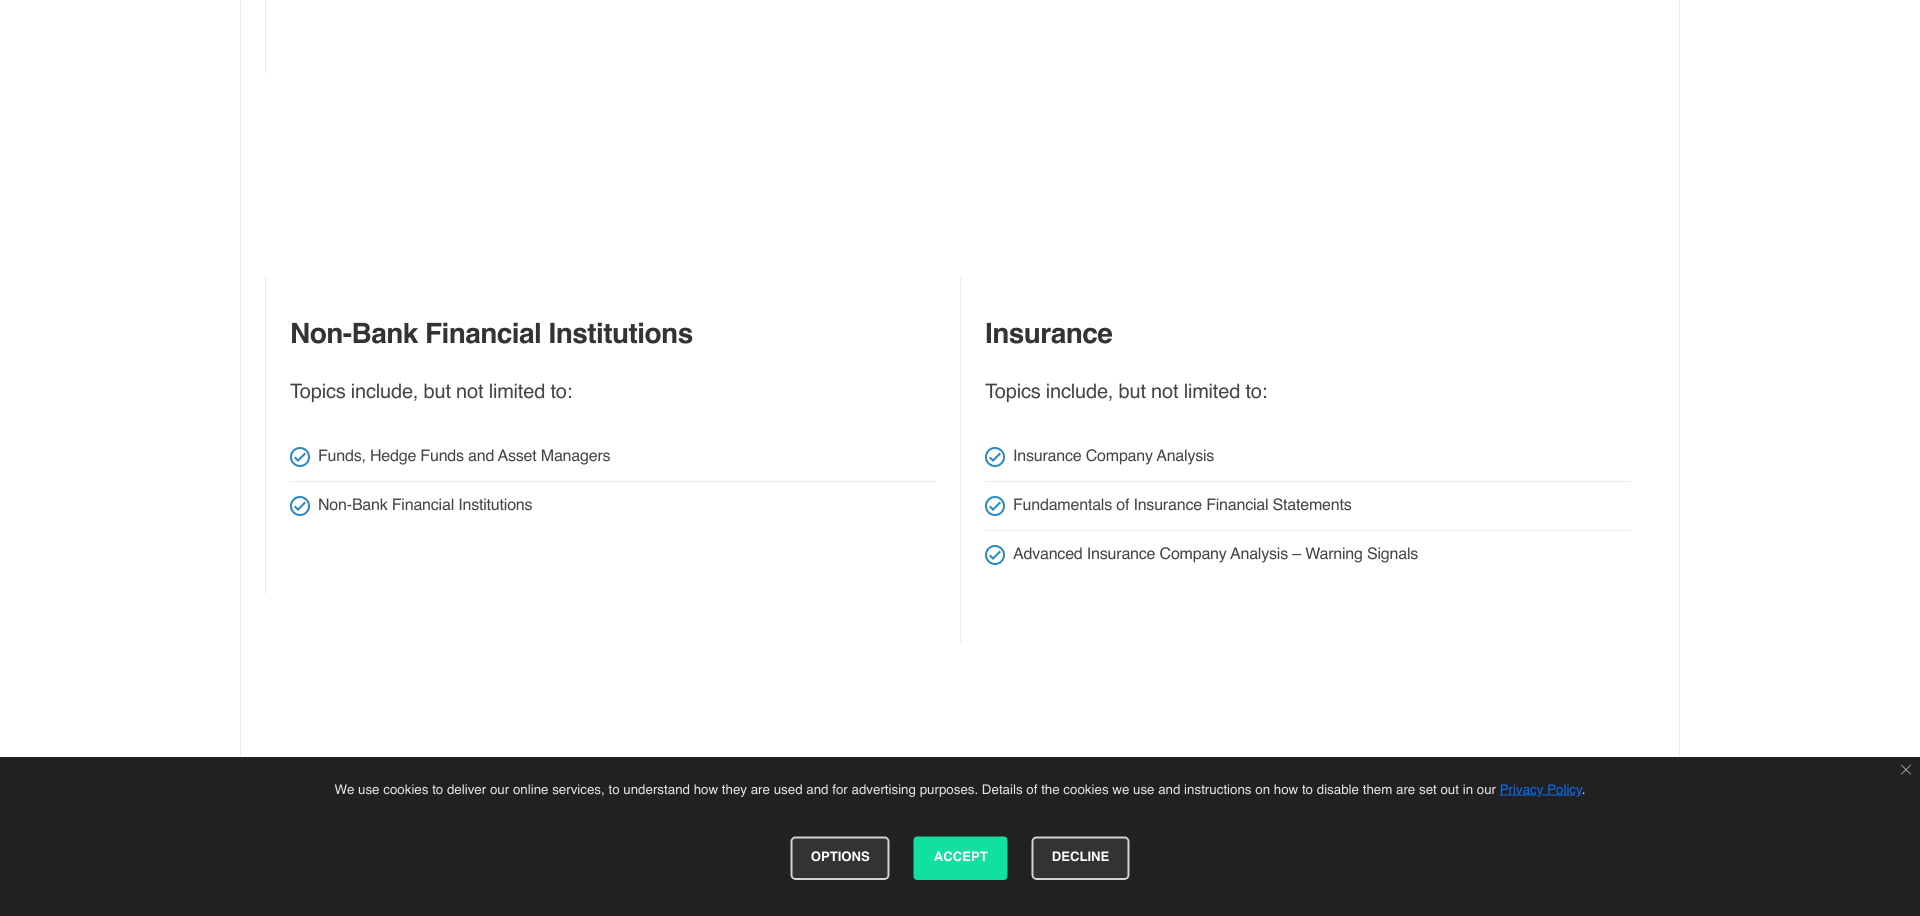 Non-Bank Financial Institutions
Topics include, but not limited to:
Funds, Hedge Funds and Asset Managers
Non-Bank Financial Institutions
Insurance
Topics include, but not limited to:
Insurance Company Analysis
Fundamentals of Insurance Financial Statements
Advanced Insurance Company Analysis – Warning Signals
We use cookies to deliver our online services, to understand how they are used and for advertising purposes. Details of the cookies we use and instructions on how to disable them are set out in our Privacy Policy.
OPTIONS
ACCEPT
DECLINE